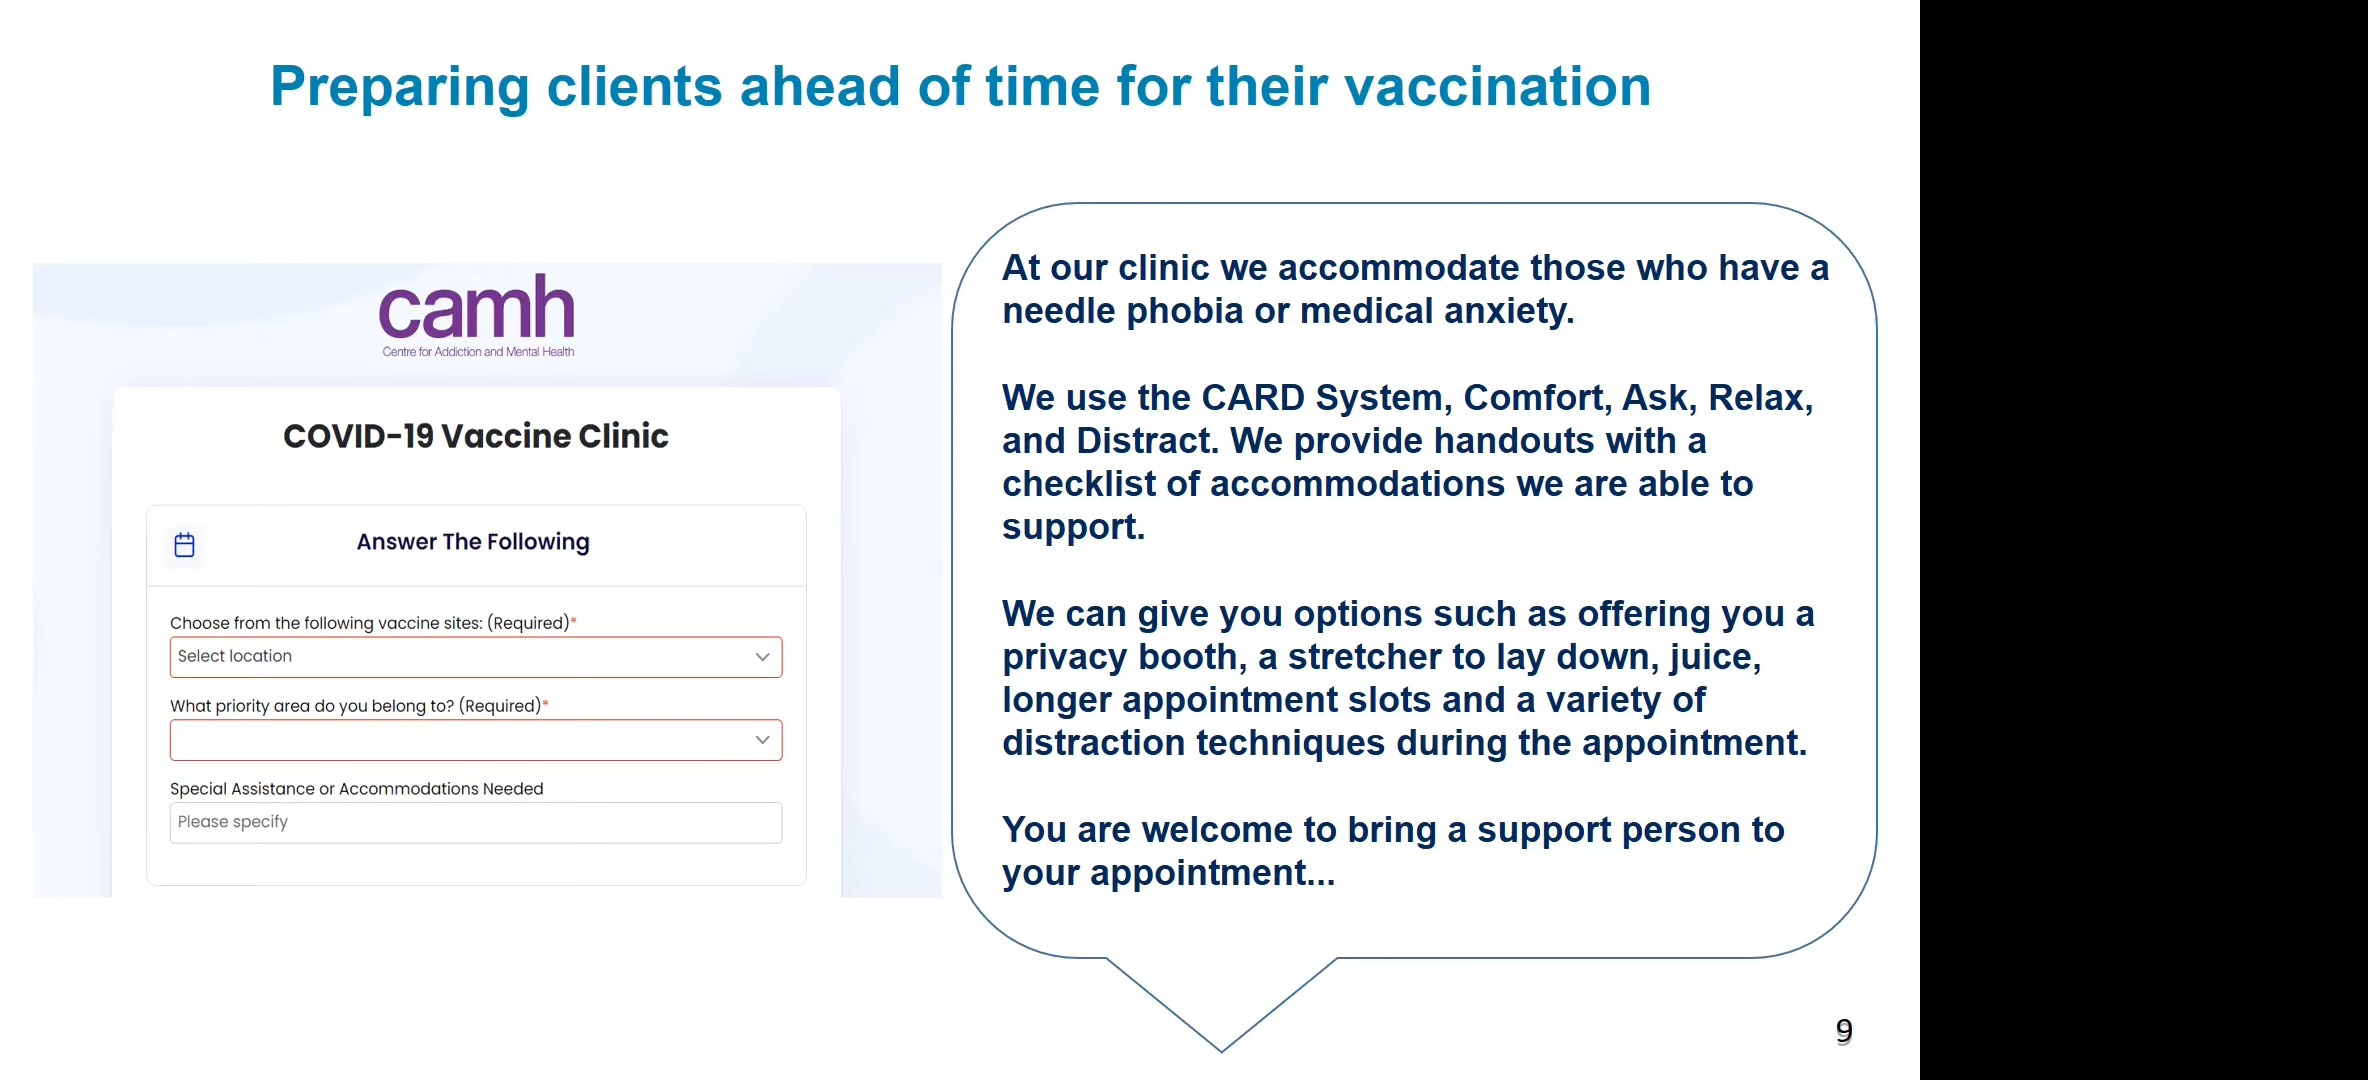 Preparing clients ahead of time for their vaccination
camh
Centre for Addiction and Mental Health
COVID-19 Vaccine Clinic
Answer The Following
Choose from the following vaccine sites: (Required)*
Select location
What priority area do you belong to? (Required)*
Special Assistance or Accommodations Needed
Please specify
At our clinic we accommodate those who have a
needle phobia or medical anxiety.
We use the CARD System, Comfort, Ask, Relax,
and Distract. We provide handouts with a
checklist of accommodations we are able to
support.
We can give you options such as offering you a
privacy booth, a stretcher to lay down, juice,
longer appointment slots and a variety of
distraction techniques during the appointment.
You are welcome to bring a support person to
your appointment...
9